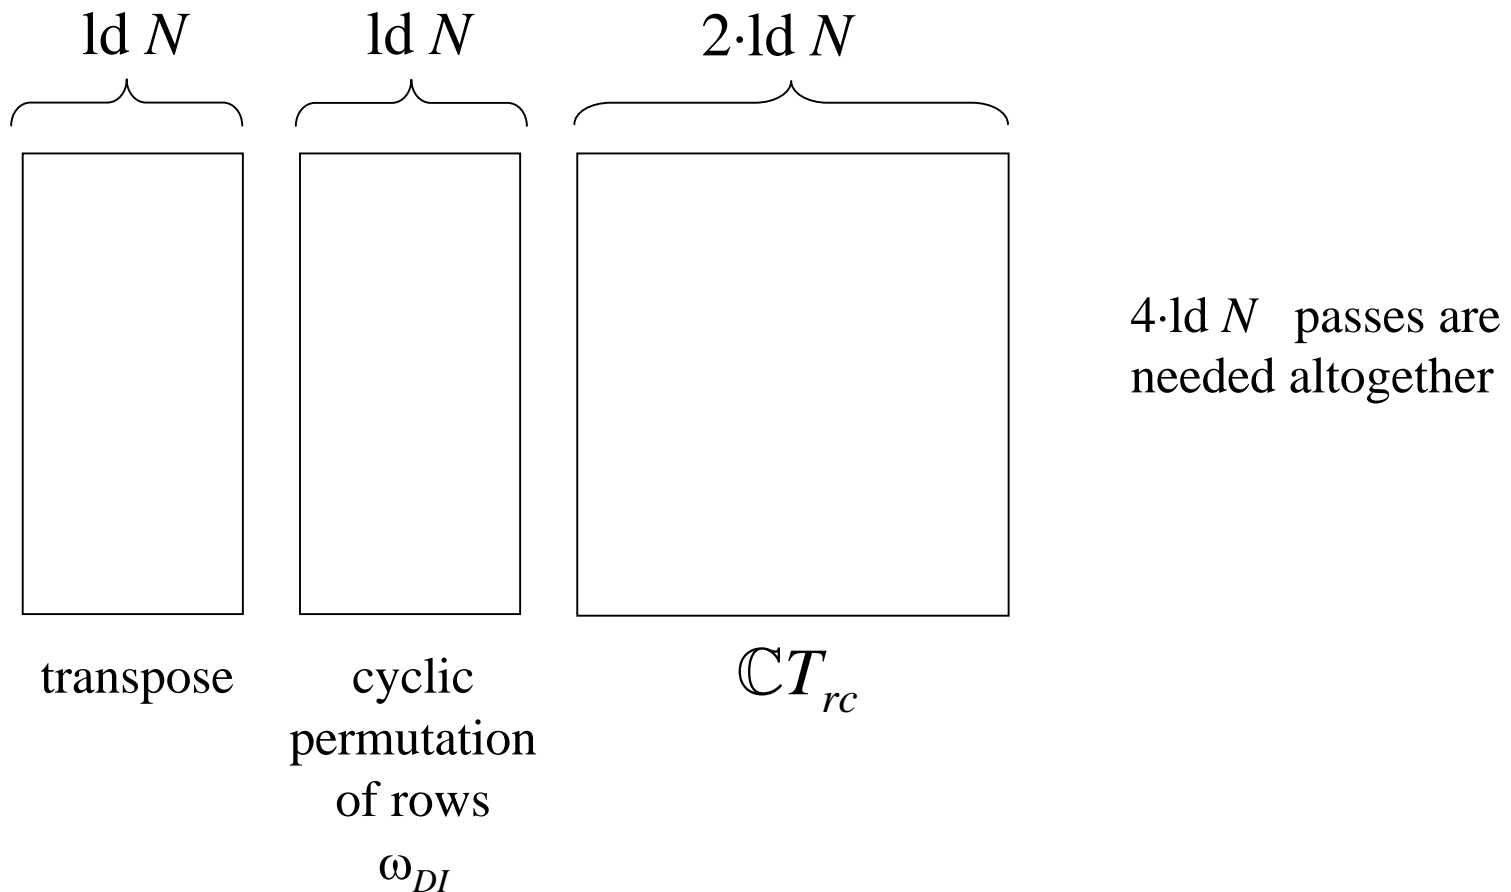 ld N
ld N
2·ld N
4·ld N passes are
needed altogether
transpose
cyclic
permutation
of rows
ω_DI
ℂT_rc